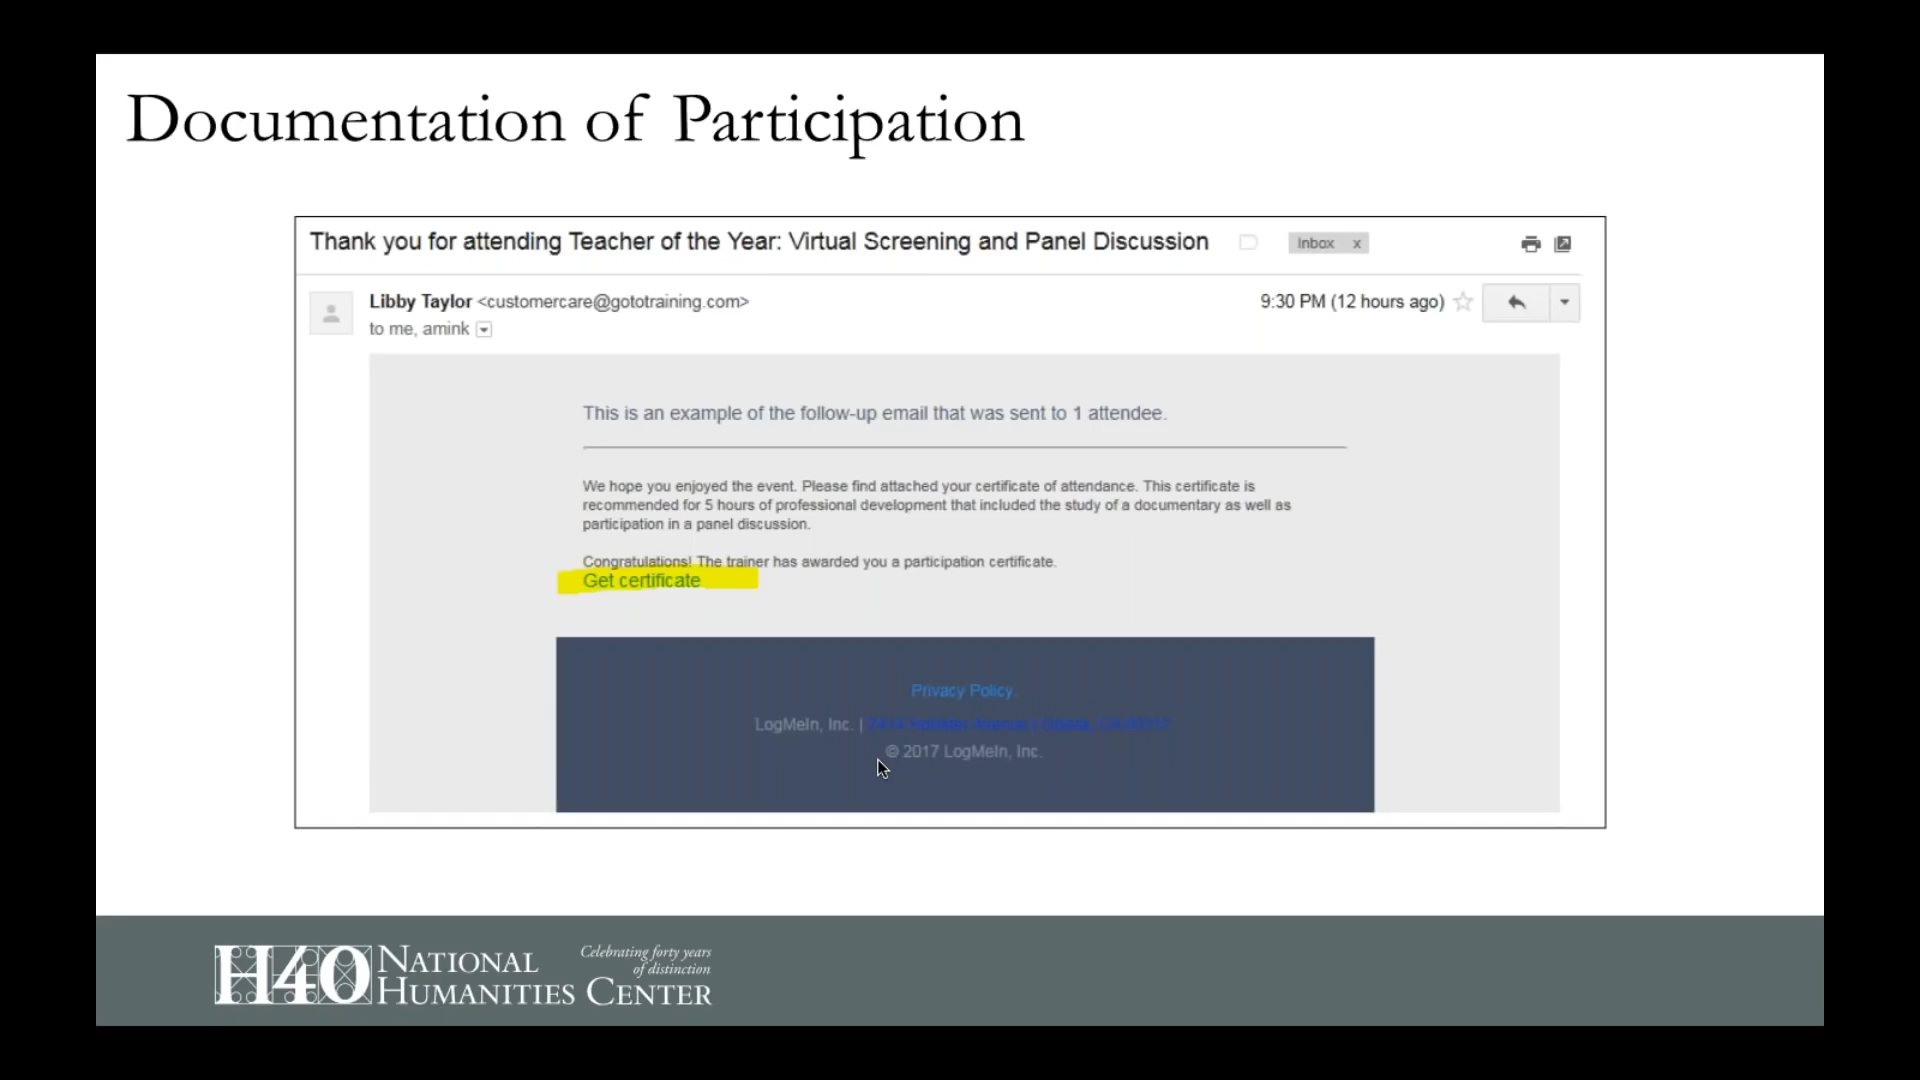 Documentation of Participation
Thank you for attending Teacher of the Year: Virtual Screening and Panel Discussion
Inbox x
Libby Taylor <customercare@gototraining.com>
9:30 PM (12 hours ago)
to me, amink
This is an example of the follow-up email that was sent to 1 attendee.
We hope you enjoyed the event. Please find attached your certificate of attendance. This certificate is
recommended for 5 hours of professional development that included the study of a documentary as well as
participation in a panel discussion.
Congratulations! The trainer has awarded you a participation certificate.
Get certificate
Privacy Policy.
LogMeIn, Inc. |
© 2017 LogMeIn, Inc.
H40
NATIONAL
HUMANITIES CENTER
Celebrating forty years
of distinction